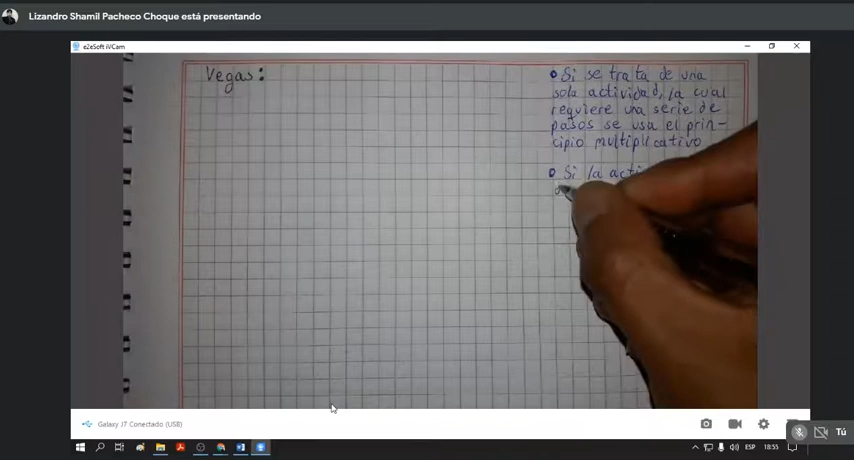 Lizandro Shamil Pacheco Choque está presentando
e2eSoft iVCam
Vegas:
• Si se trata de una
sola actividad, la cual
requiere una serie de
pasos se usa el prin-
cipio multiplicativo
• Si la acti
Galaxy J7 Conectado (USB)
Tú
ESP
18:55